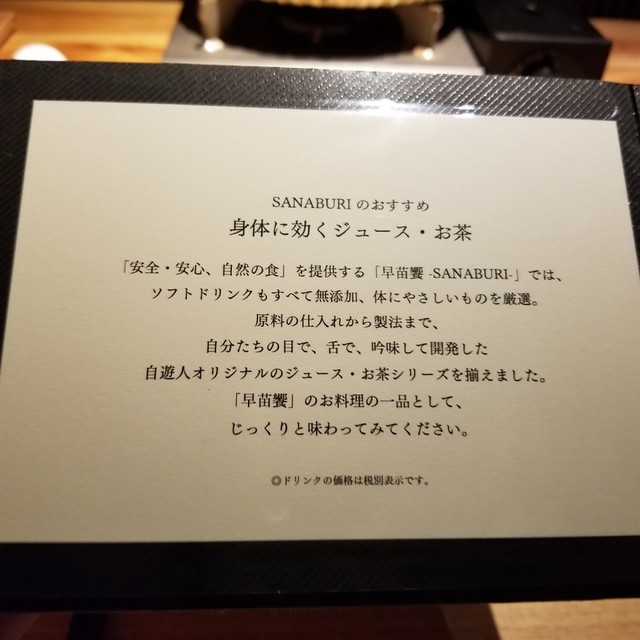 SANABURI のおすすめ
身体に効くジュース・お茶
「安全・安心、自然の食」を提供する「早苗饗 -SANABURI-」では、
ソフトドリンクもすべて無添加、体にやさしいものを厳選。
原料の仕入れから製法まで、
自分たちの目で、舌で、吟味して開発した
自遊人オリジナルのジュース・お茶シリーズを揃えました。
「早苗饗」のお料理の一品として、
じっくりと味わってみてください。
◎ドリンクの価格は税別表示です。